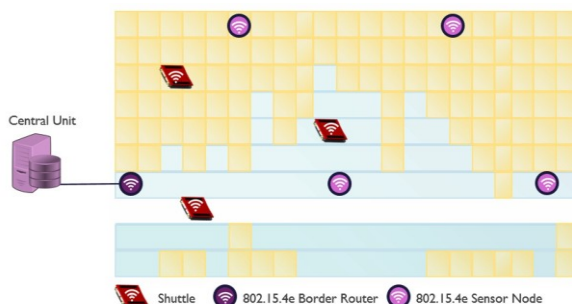 Central Unit
Shuttle
802.15.4e Border Router
802.15.4e Sensor Node